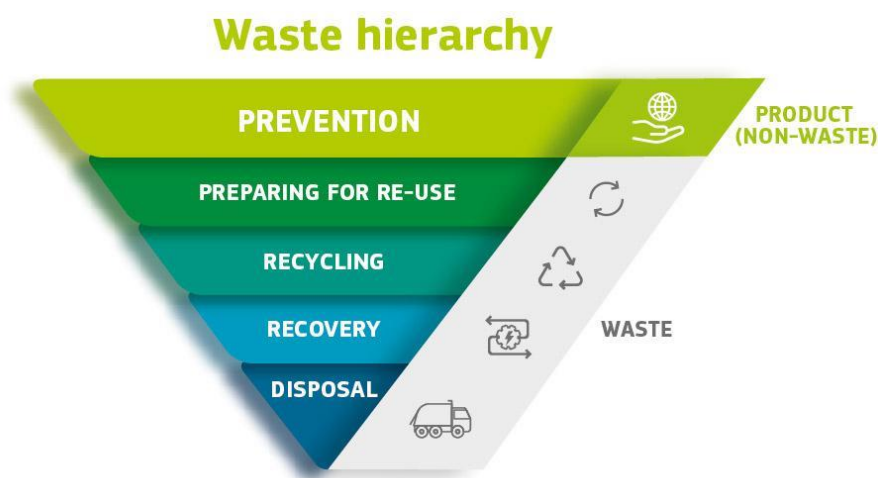 Waste hierarchy
PREVENTION
PRODUCT
(NON-WASTE)
PREPARING FOR RE-USE
RECYCLING
RECOVERY
WASTE
DISPOSAL